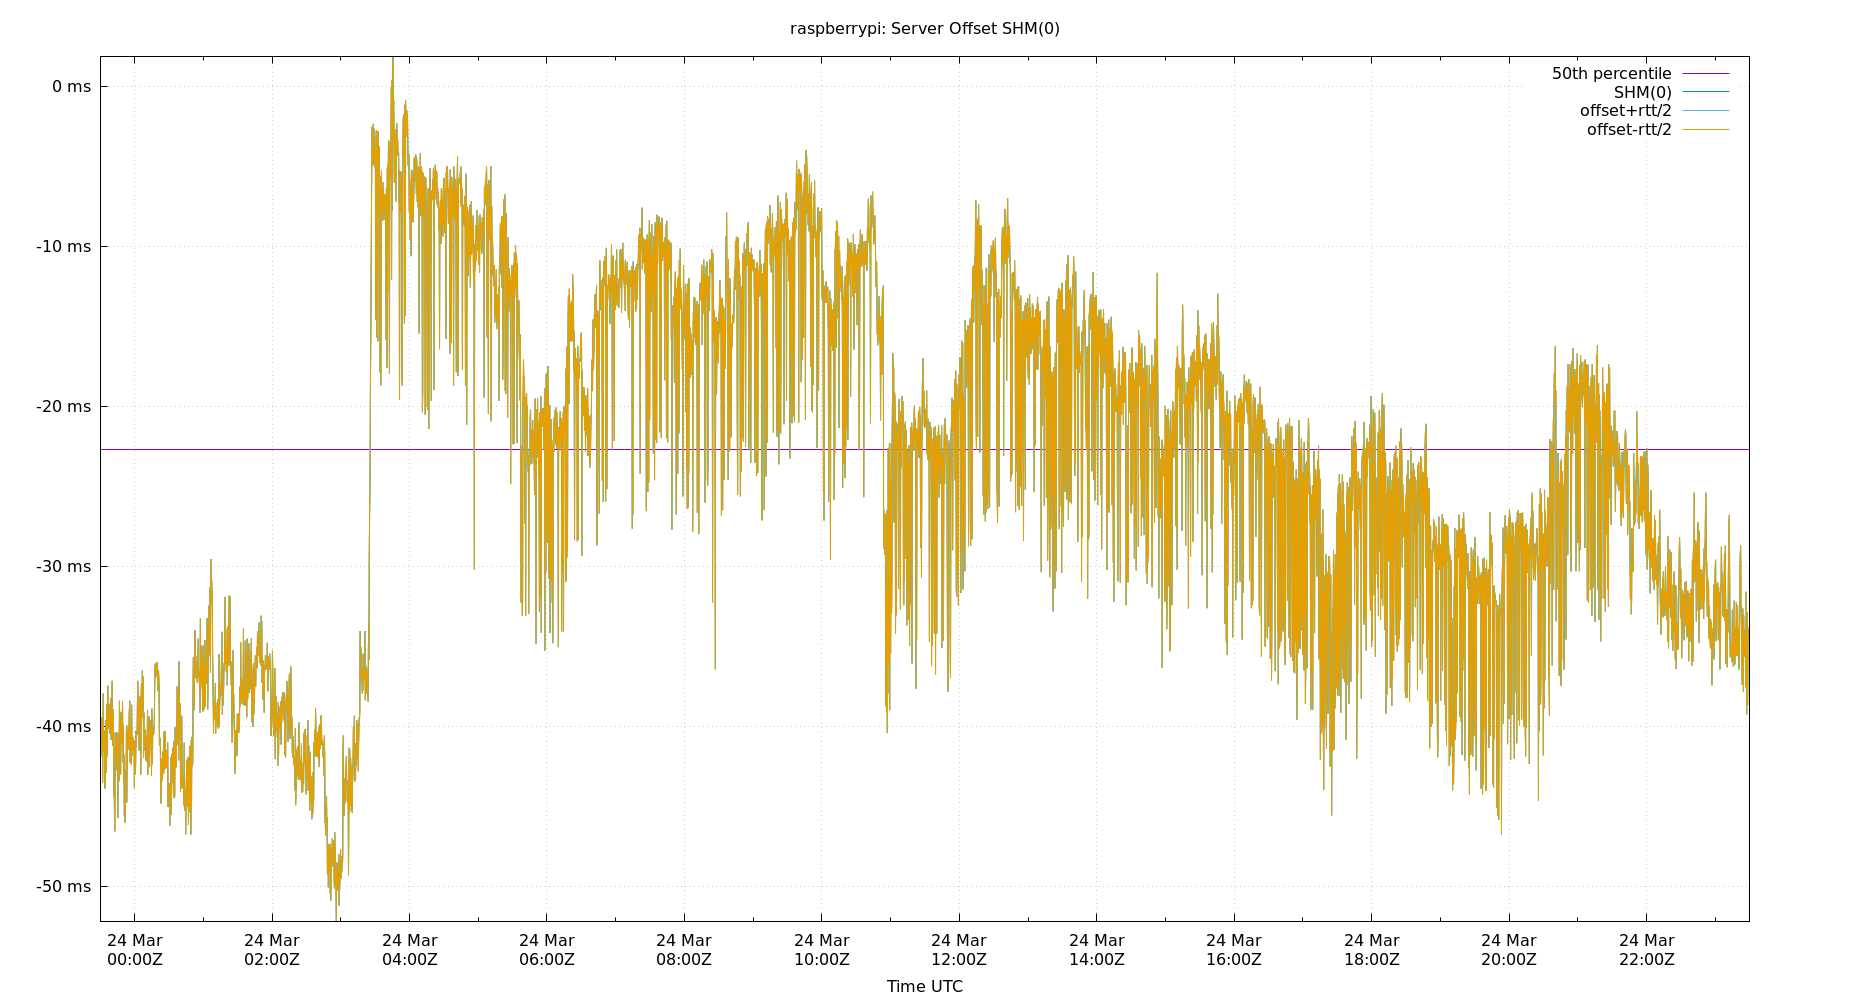 raspberrypi: Server Offset SHM(0)
50th percentile
SHM(0)
offset+rtt/2
offset-rtt/2
0 ms
-10 ms
-20 ms
-30 ms
-40 ms
-50 ms
24 Mar 24 Mar 24 Mar 24 Mar 24 Mar 24 Mar 24 Mar 24 Mar 24 Mar 24 Mar 24 Mar 24 Mar
00:00Z 02:00Z 04:00Z 06:00Z 08:00Z 10:00Z 12:00Z 14:00Z 16:00Z 18:00Z 20:00Z 22:00Z
Time UTC